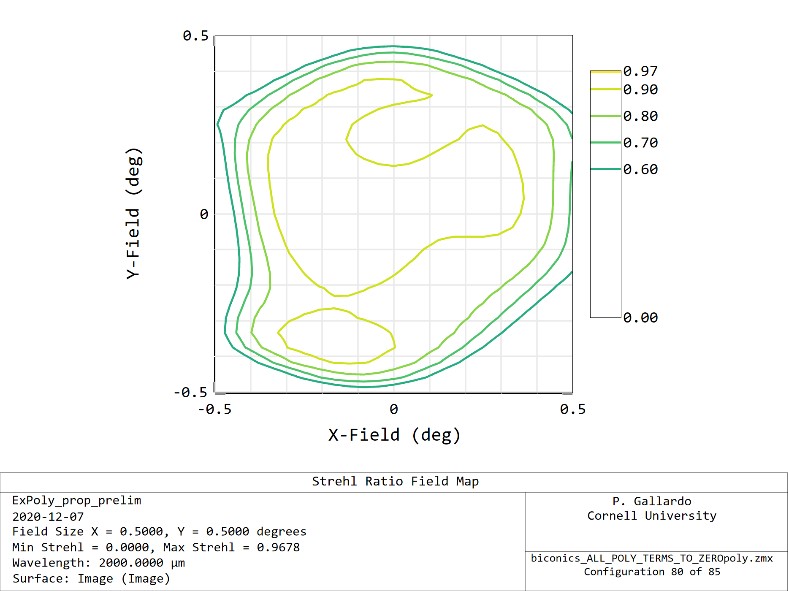 0.5
0
-0.5
Y-Field (deg)
-0.5
0
0.5
X-Field (deg)
0.97
0.90
0.80
0.70
0.60
0.00
Strehl Ratio Field Map
ExPoly_prop_prelim
2020-12-07
Field Size X = 0.5000, Y = 0.5000 degrees
Min Strehl = 0.0000, Max Strehl = 0.9678
Wavelength: 2000.0000 µm
Surface: Image (Image)
P. Gallardo
Cornell University
biconics_ALL_POLY_TERMS_TO_ZEROpoly.zmx
Configuration 80 of 85